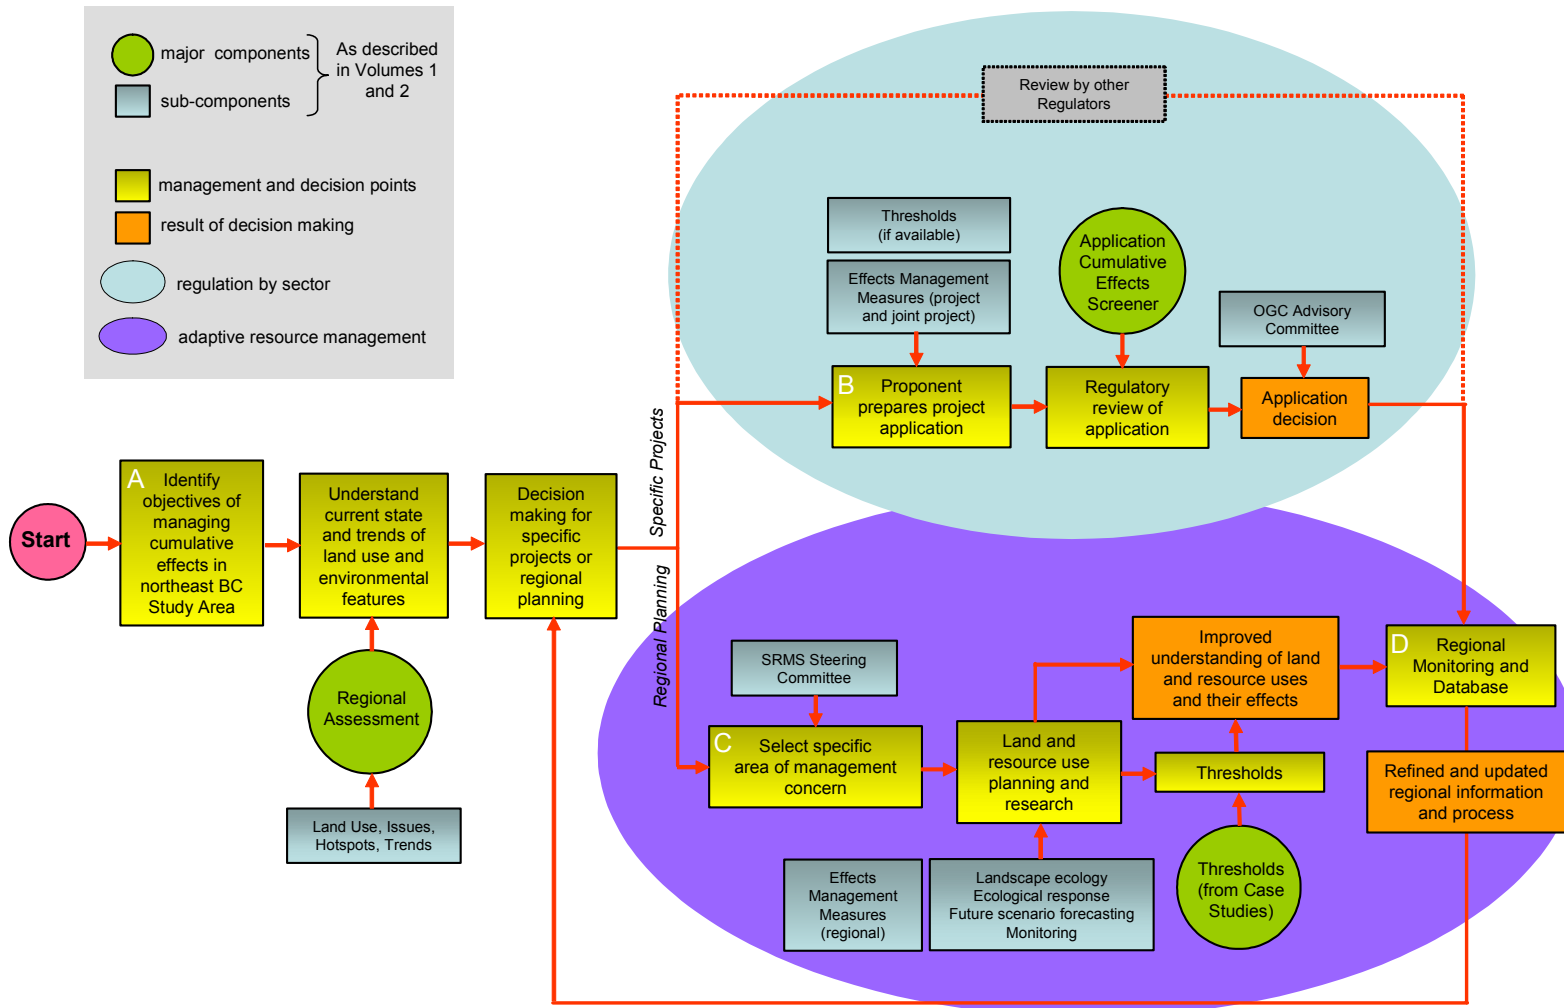 major components
sub-components
As described
in Volumes 1
and 2
management and decision points
result of decision making
regulation by sector
adaptive resource management
Review by other
Regulators
Thresholds
(if available)
Effects Management
Measures (project
and joint project)
Application
Cumulative
Effects
Screener
OGC Advisory
Committee
B
Proponent
prepares project
application
Regulatory
review of
application
Application
decision
Specific Projects
Start
A
Identify
objectives of
managing
cumulative
effects in
northeast BC
Study Area
Understand
current state
and trends of
land use and
environmental
features
Decision
making for
specific
projects or
regional
planning
Regional Planning
Regional
Assessment
Land Use, Issues,
Hotspots, Trends
SRMS Steering
Committee
C
Select specific
area of management
concern
Land and
resource use
planning and
research
Improved
understanding of land
and resource uses
and their effects
Thresholds
D
Regional
Monitoring and
Database
Refined and updated
regional information
and process
Effects
Management
Measures
(regional)
Landscape ecology
Ecological response
Future scenario forecasting
Monitoring
Thresholds
(from Case
Studies)